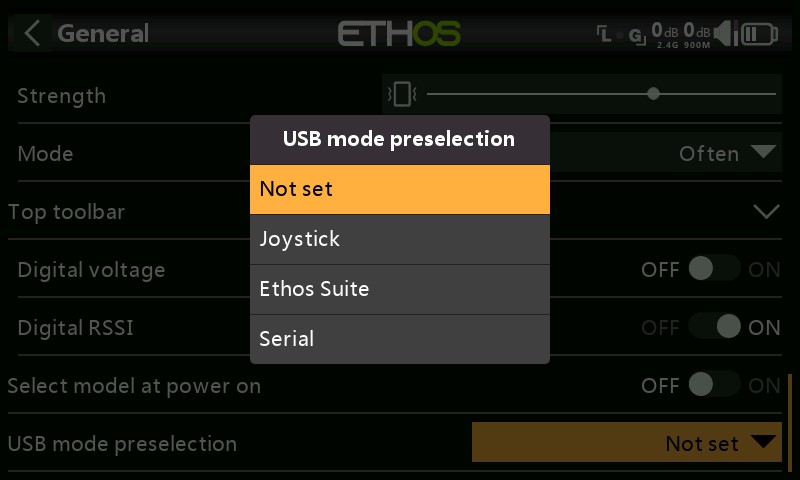 General
ETHOS
L G 0dB 0dB
2.4G 900M
Strength
USB mode preselection
Mode
Often
Not set
Top toolbar
Joystick
Digital voltage
OFF ON
Ethos Suite
Digital RSSI
OFF ON
Serial
Select model at power on
OFF ON
USB mode preselection
Not set